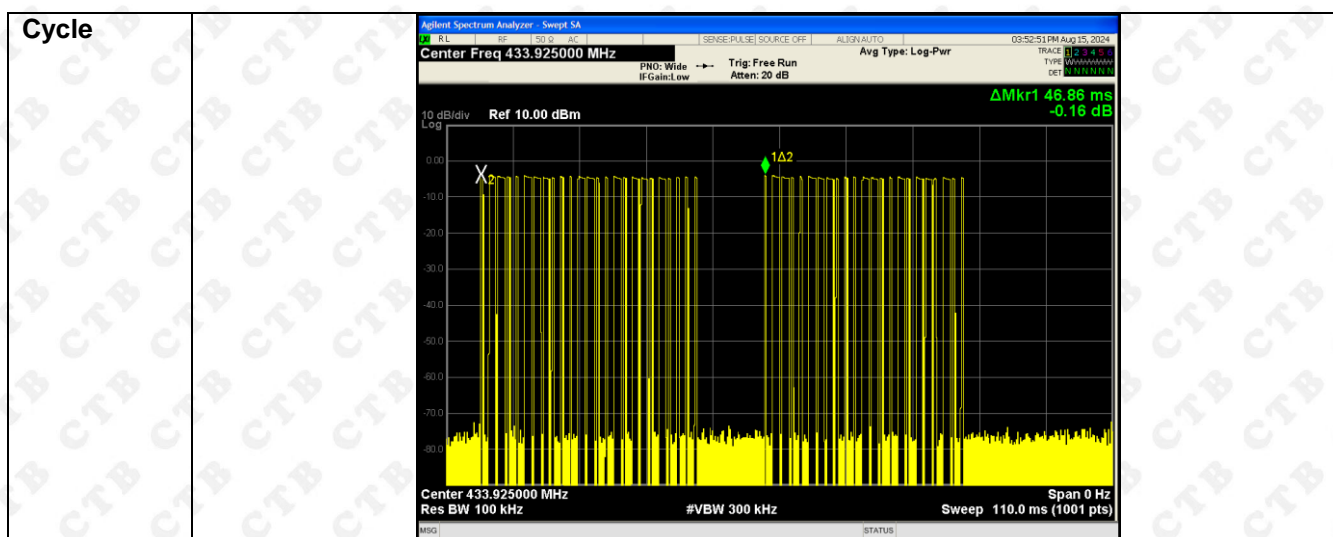 Cycle
Agilent Spectrum Analyzer - Swept SA
RL RF 50 Ω AC SENSE:PULSE SOURCE OFF ALIGN AUTO 03:52:51 PM Aug 15, 2024
Center Freq 433.925000 MHz Avg Type: Log-Pwr TRACE 1 2 3 4 5 6
PNO: Wide Trig: Free Run TYPE W
IFGain:Low Atten: 20 dB DET N N N N N N
ΔMkr1 46.86 ms
10 dB/div Ref 10.00 dBm -0.16 dB
Log
0.00
1Δ2
X2
-10.0
-20.0
-30.0
-40.0
-50.0
-60.0
-70.0
-80.0
Center 433.925000 MHz Span 0 Hz
Res BW 100 kHz #VBW 300 kHz Sweep 110.0 ms (1001 pts)
MSG STATUS
CTB